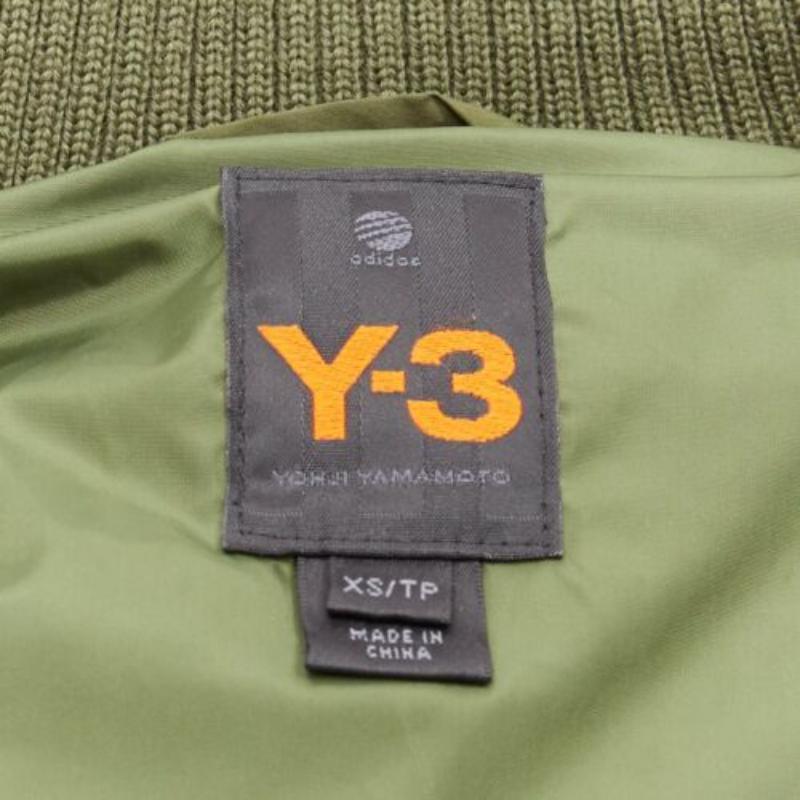 adidas
Y-3
YOHJI YAMAMOTO
XS/TP
MADE IN
CHINA